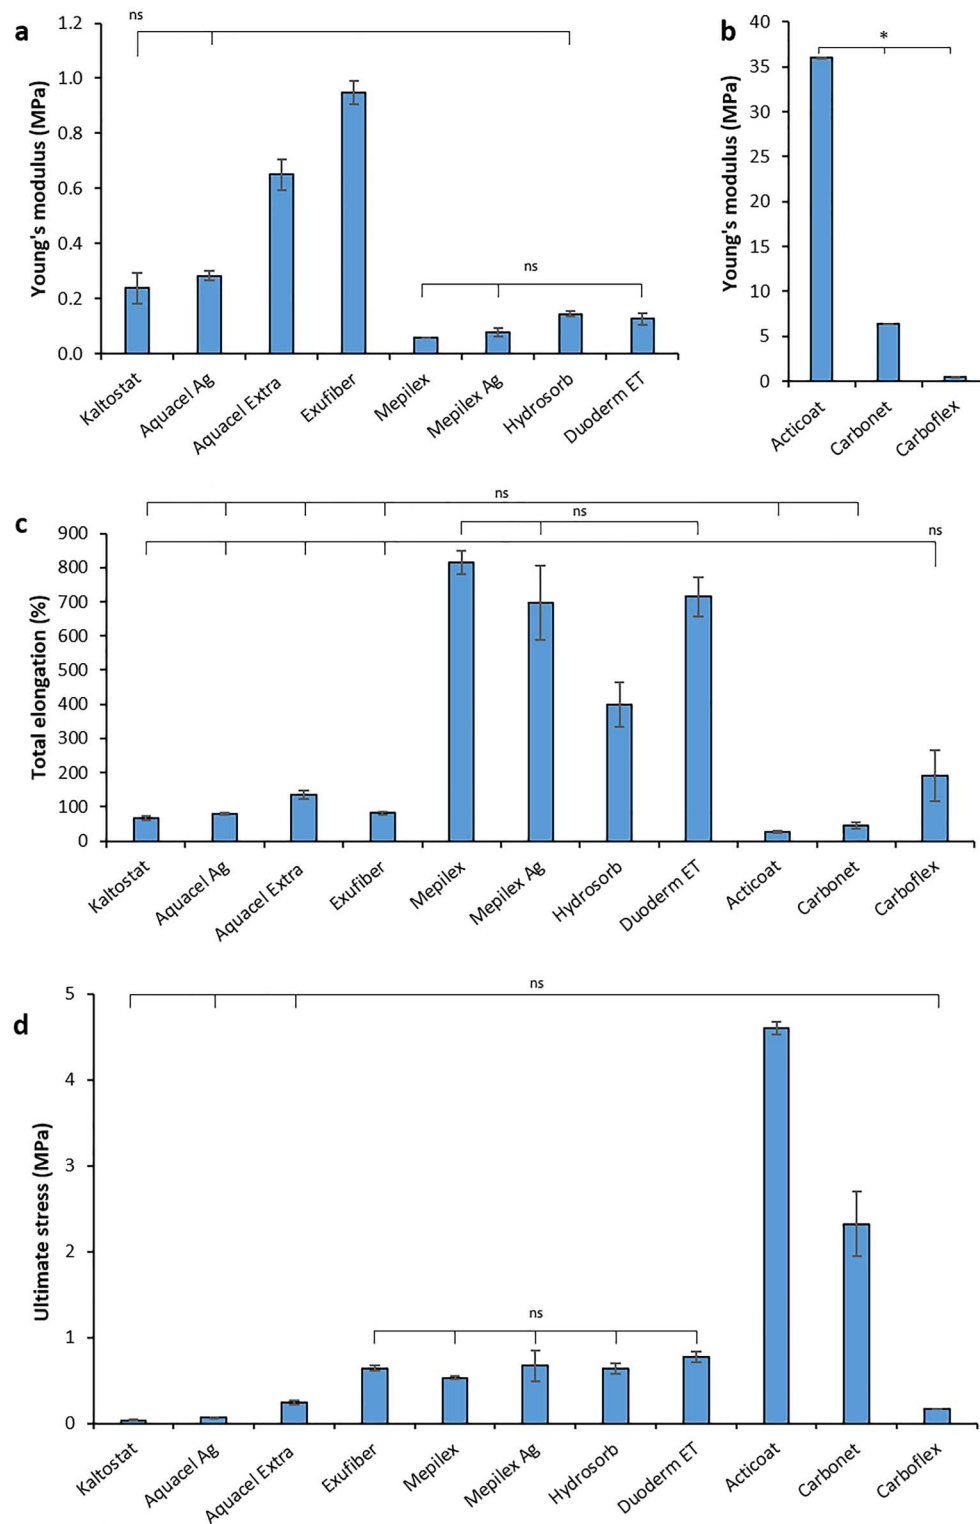 a
ns
Young's modulus (MPa)
1.2
1.0
0.8
0.6
0.4
0.2
0.0
ns
Kaltostat
Aquacel Ag
Aquacel Extra
Exufiber
Mepilex
Mepilex Ag
Hydrosorb
Duoderm ET
b
*
Young's modulus (MPa)
40
35
30
25
20
15
10
5
0
Acticoat
Carbonet
Carboflex
c
ns
ns
ns
Total elongation (%)
900
800
700
600
500
400
300
200
100
0
Kaltostat
Aquacel Ag
Aquacel Extra
Exufiber
Mepilex
Mepilex Ag
Hydrosorb
Duoderm ET
Acticoat
Carbonet
Carboflex
d
ns
Ultimate stress (MPa)
5
4
3
2
1
0
ns
Kaltostat
Aquacel Ag
Aquacel Extra
Exufiber
Mepilex
Mepilex Ag
Hydrosorb
Duoderm ET
Acticoat
Carbonet
Carboflex